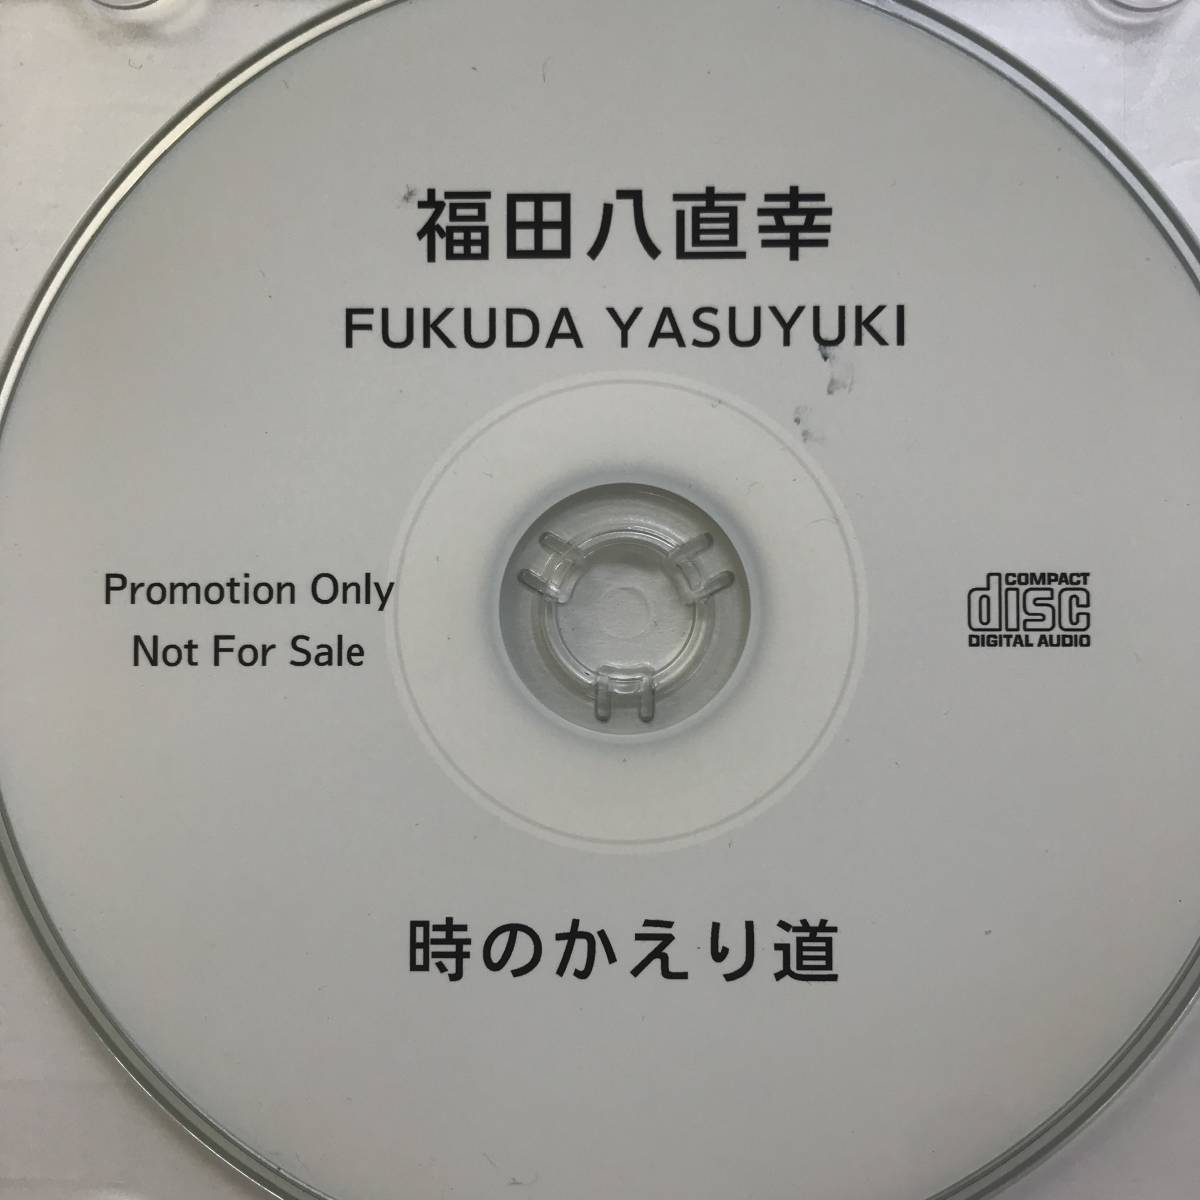 福田八直幸
FUKUDA YASUYUKI
Promotion Only
Not For Sale
COMPACT
disc
DIGITAL AUDIO
時のかえり道